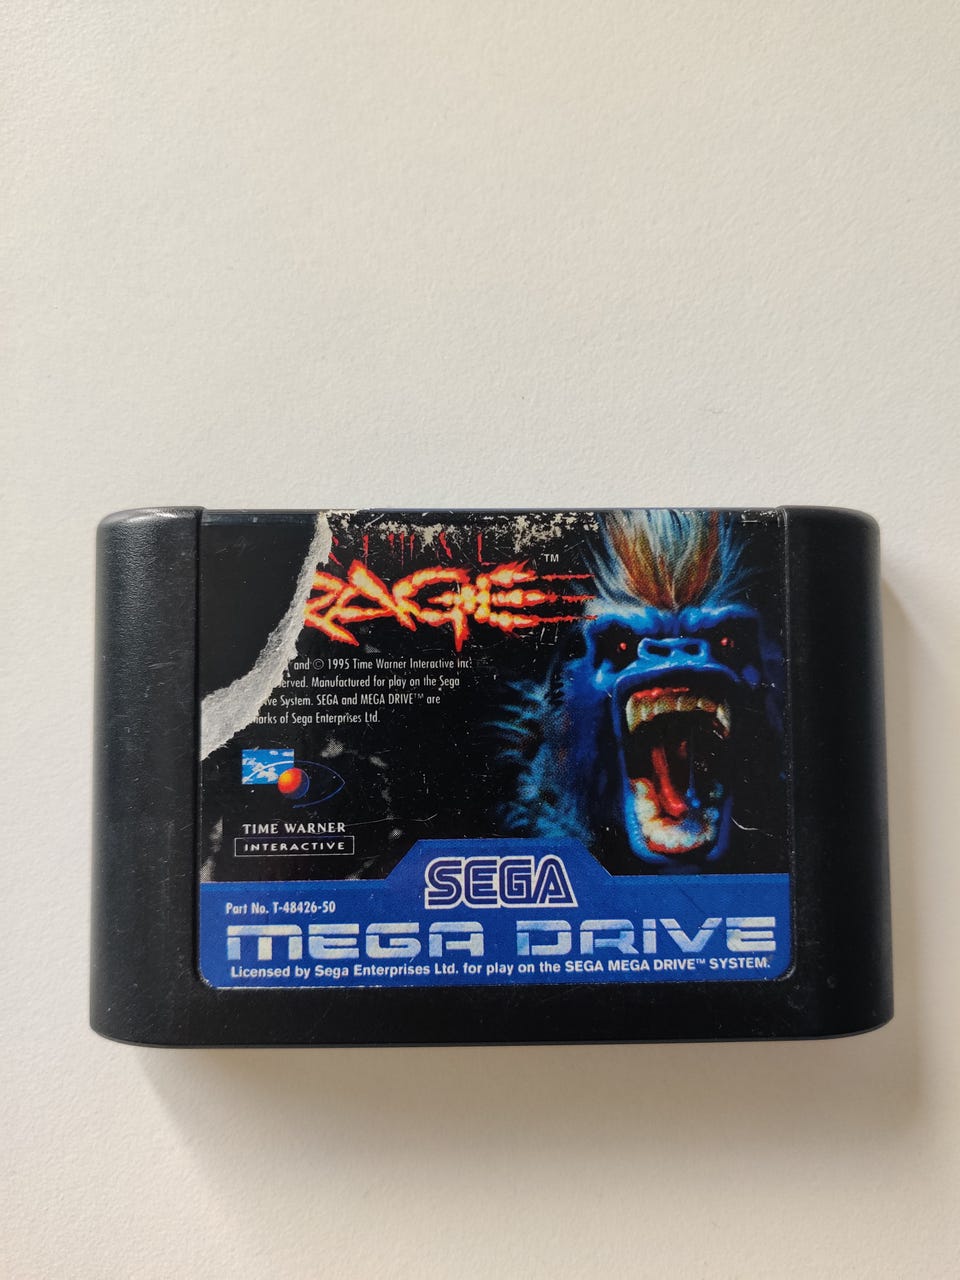 RAGE™
and © 1995 Time Warner Interactive Inc.
erved. Manufactured for play on the Sega
ve System. SEGA and MEGA DRIVE™ are
arks of Sega Enterprises Ltd.
TIME WARNER
INTERACTIVE
SEGA
Part No. T-48426-50
MEGA DRIVE
Licensed by Sega Enterprises Ltd. for play on the SEGA MEGA DRIVE™ SYSTEM.